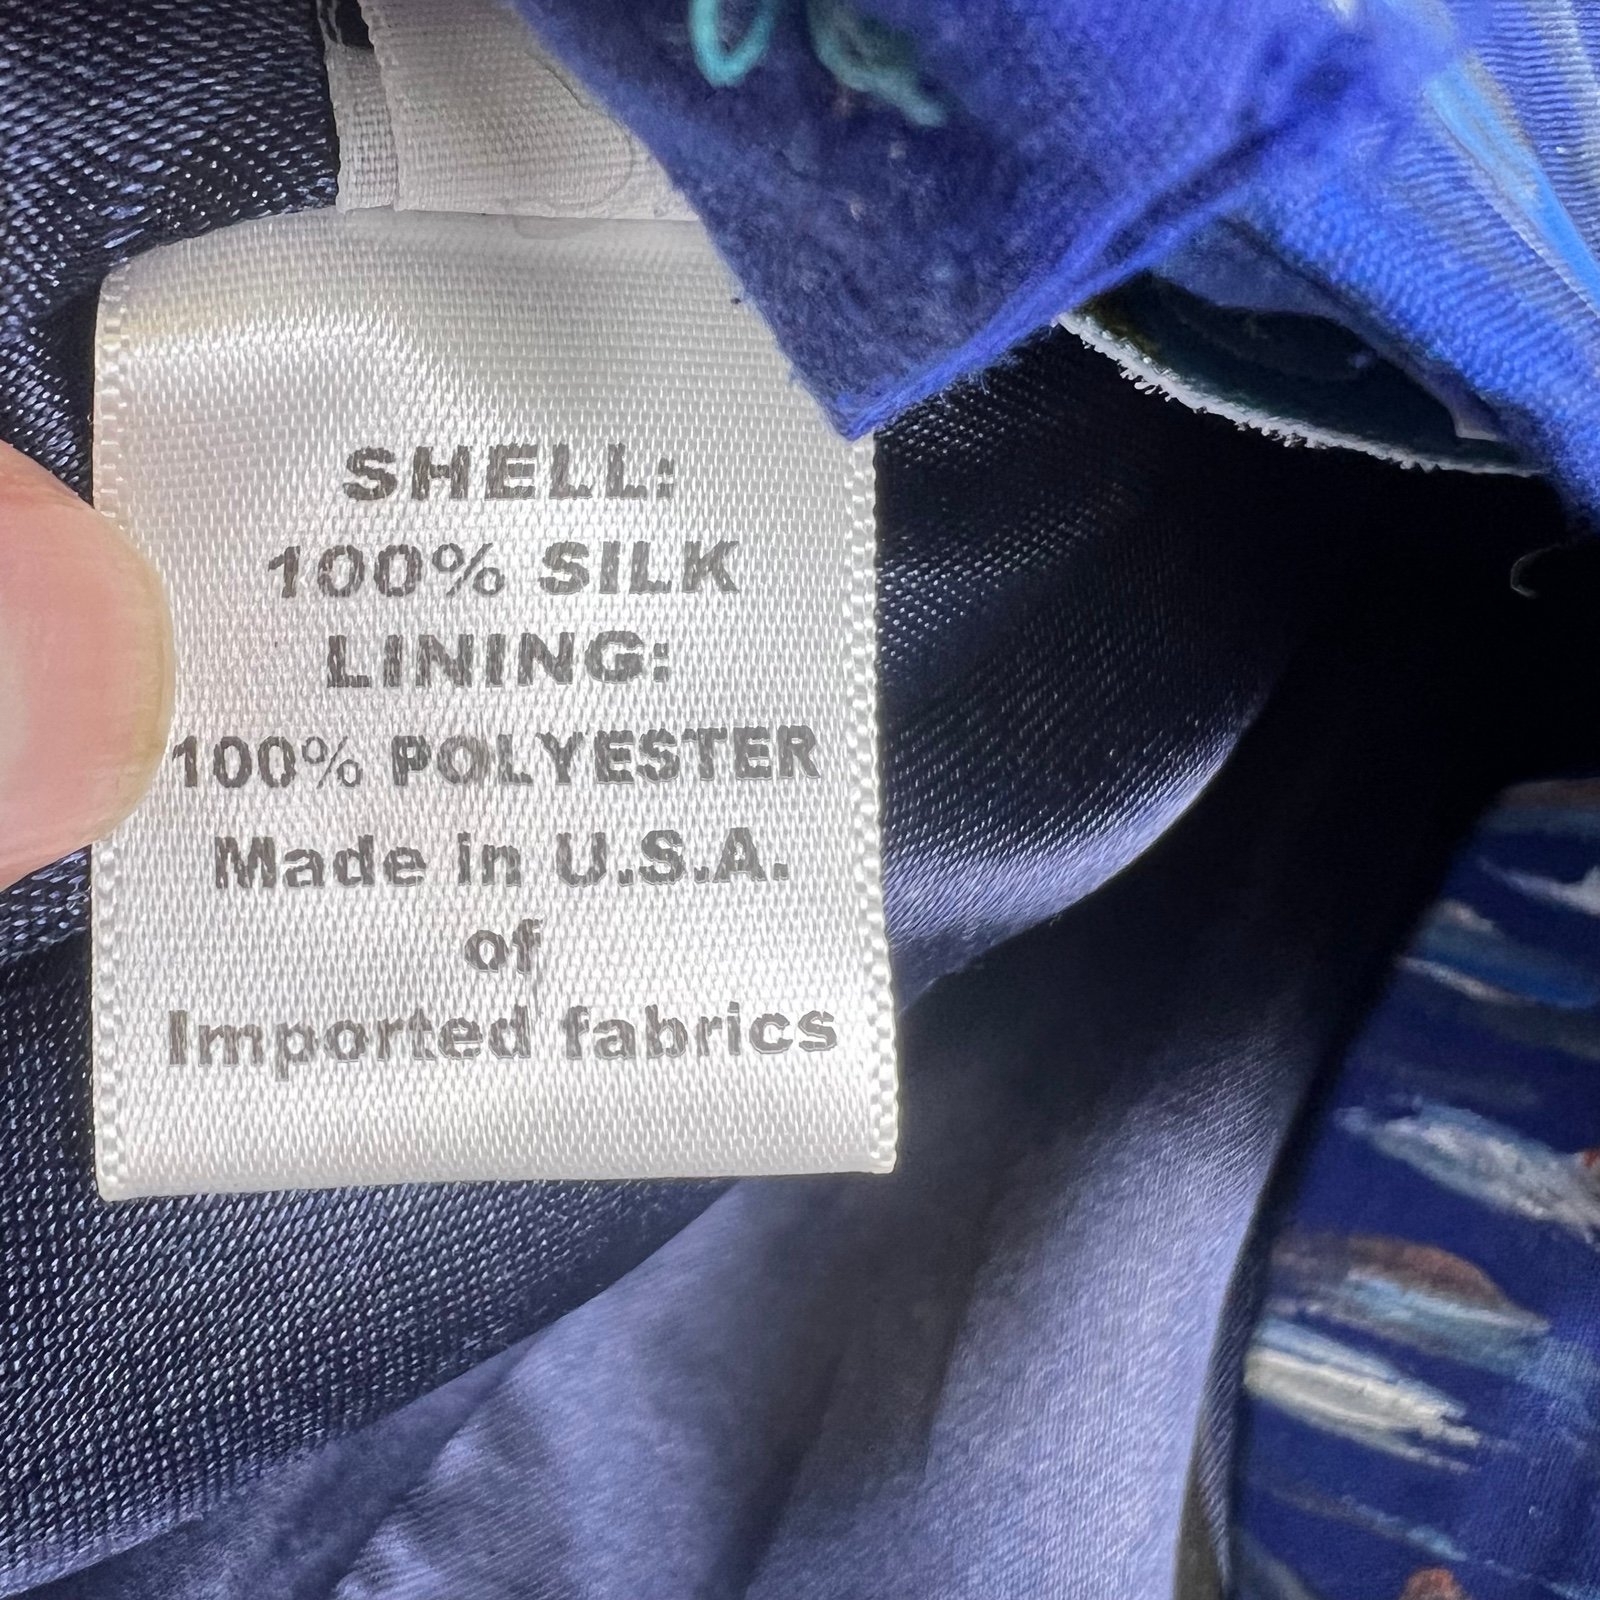 SHELL:
100% SILK
LINING:
100% POLYESTER
Made in U.S.A.
of
Imported fabrics